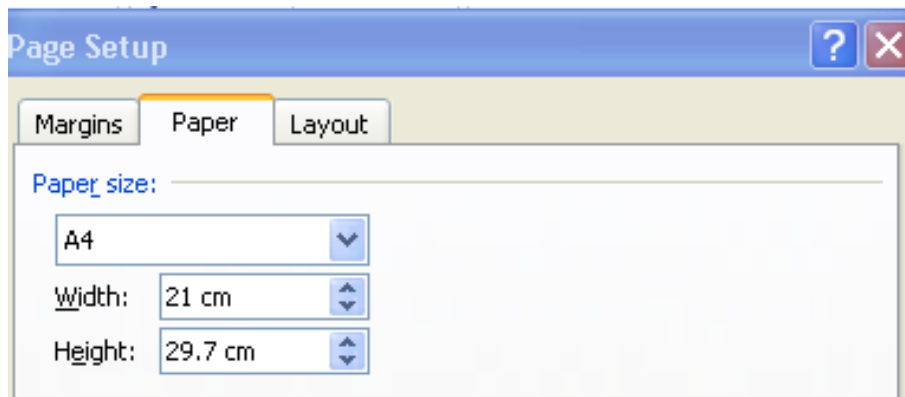 Page Setup
Margins Paper Layout
Paper size:
A4
Width: 21 cm
Height: 29.7 cm